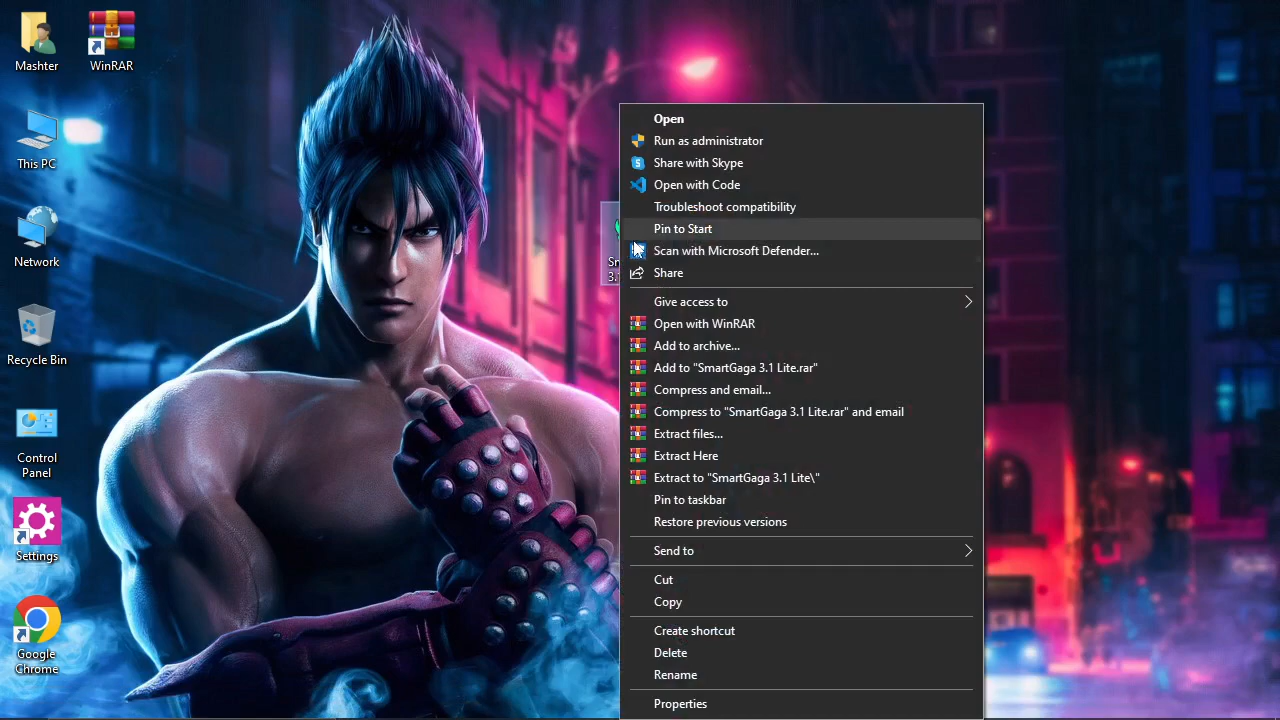 Mashter
WinRAR
This PC
Network
Recycle Bin
Control
Panel
Settings
Google
Chrome
Open
Run as administrator
Share with Skype
Open with Code
Troubleshoot compatibility
Pin to Start
Scan with Microsoft Defender...
Share
Give access to
Open with WinRAR
Add to archive...
Add to "SmartGaga 3.1 Lite.rar"
Compress and email...
Compress to "SmartGaga 3.1 Lite.rar" and email
Extract files...
Extract Here
Extract to "SmartGaga 3.1 Lite\"
Pin to taskbar
Restore previous versions
Send to
Cut
Copy
Create shortcut
Delete
Rename
Properties